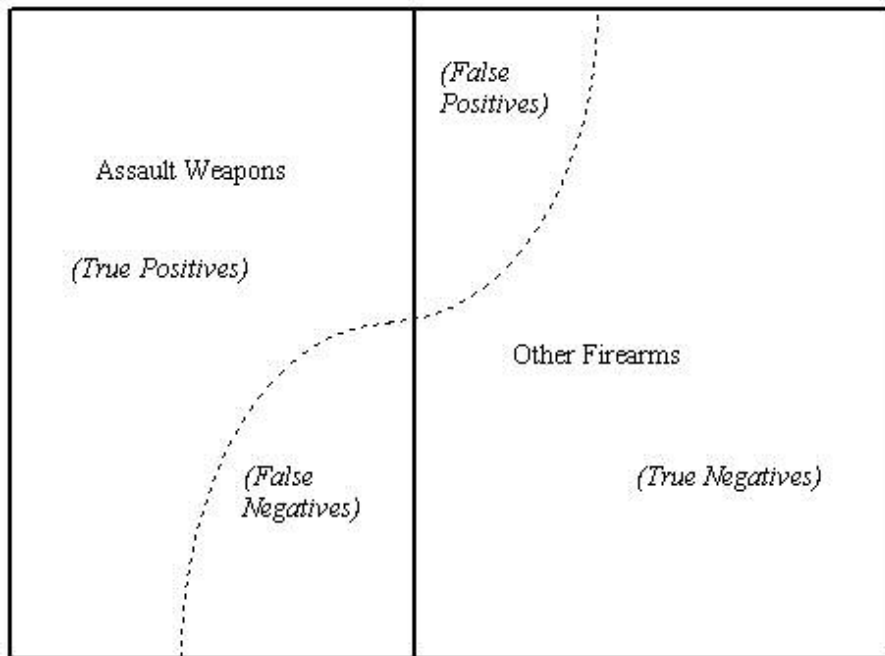 (False
Positives)
Assault Weapons
(True Positives)
Other Firearms
(False
Negatives)
(True Negatives)